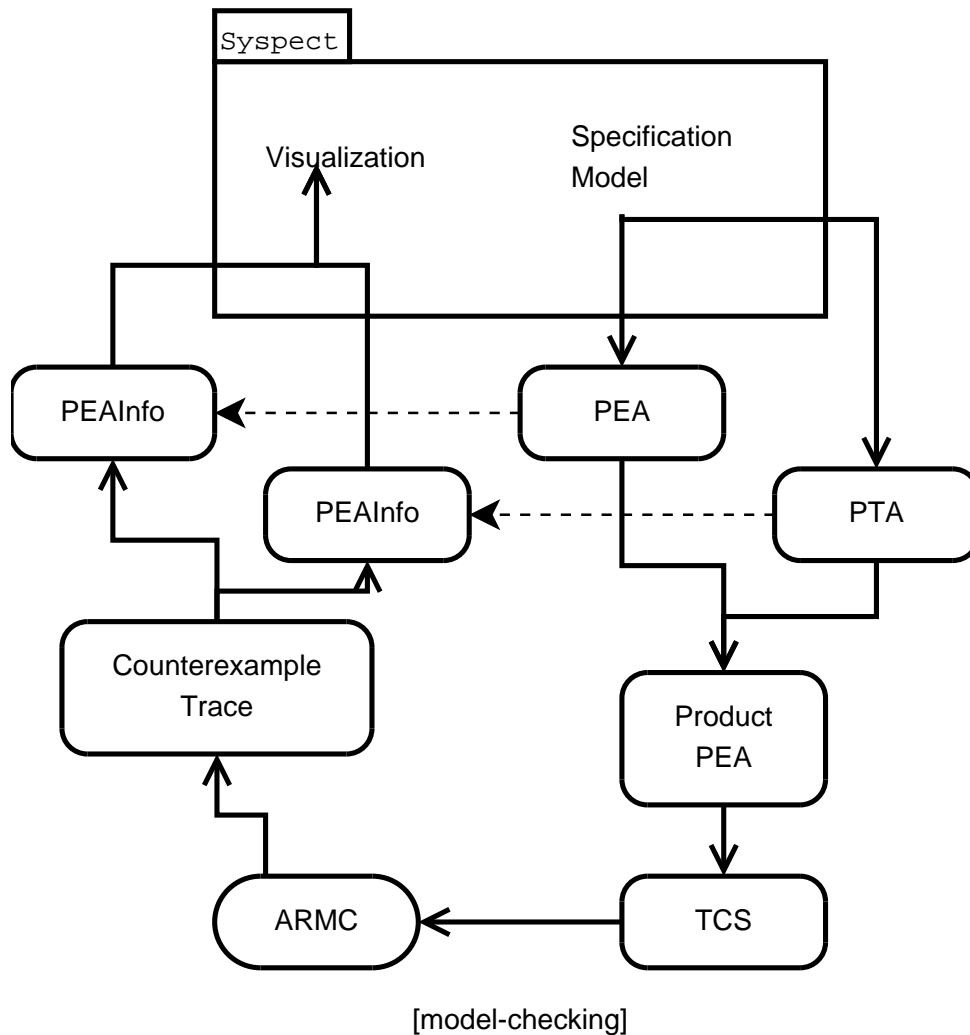 Syspect
Visualization
Specification
Model
PEAInfo
PEA
PEAInfo
PTA
Counterexample
Trace
Product
PEA
ARMC
TCS
[model-checking]